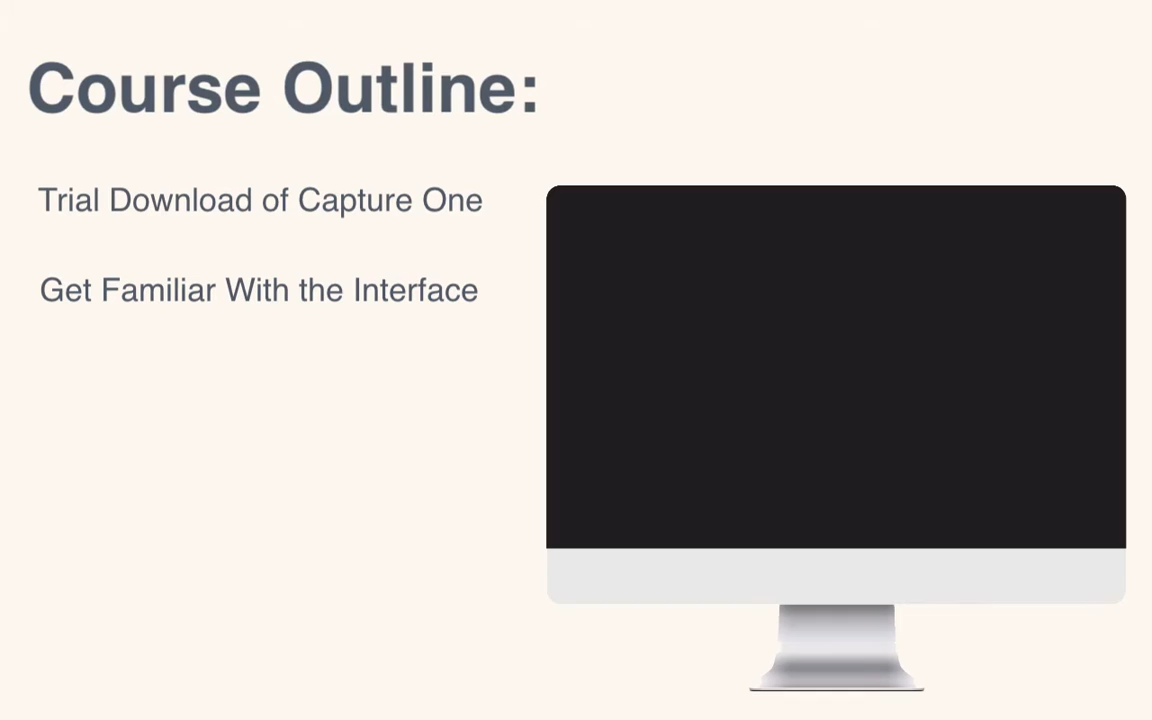 Course Outline:
Trial Download of Capture One
Get Familiar With the Interface